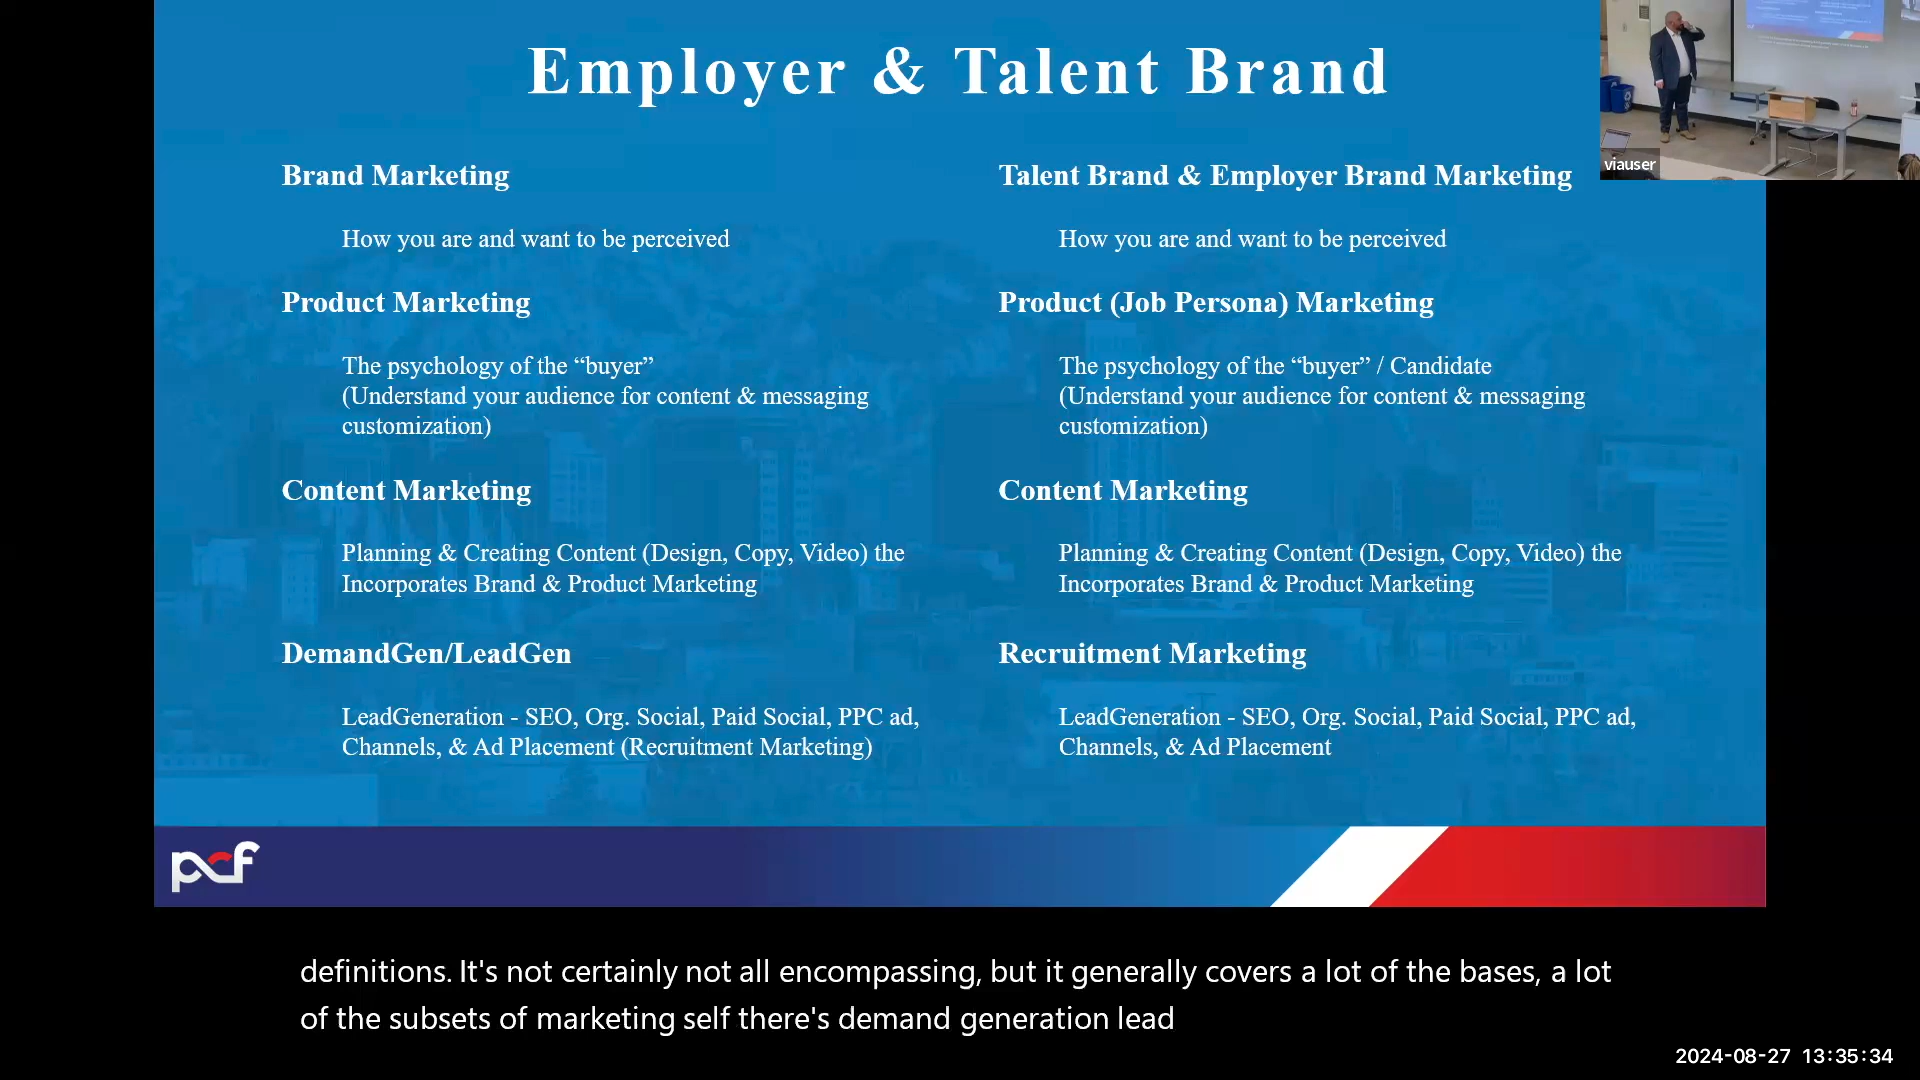 Employer & Talent Brand
viauser
Brand Marketing
How you are and want to be perceived
Product Marketing
The psychology of the “buyer”
(Understand your audience for content & messaging
customization)
Content Marketing
Planning & Creating Content (Design, Copy, Video) the
Incorporates Brand & Product Marketing
DemandGen/LeadGen
LeadGeneration - SEO, Org. Social, Paid Social, PPC ad,
Channels, & Ad Placement (Recruitment Marketing)
Talent Brand & Employer Brand Marketing
How you are and want to be perceived
Product (Job Persona) Marketing
The psychology of the “buyer” / Candidate
(Understand your audience for content & messaging
customization)
Content Marketing
Planning & Creating Content (Design, Copy, Video) the
Incorporates Brand & Product Marketing
Recruitment Marketing
LeadGeneration - SEO, Org. Social, Paid Social, PPC ad,
Channels, & Ad Placement
pcf
definitions. It's not certainly not all encompassing, but it generally covers a lot of the bases, a lot
of the subsets of marketing self there's demand generation lead
2024-08-27 13:35:34